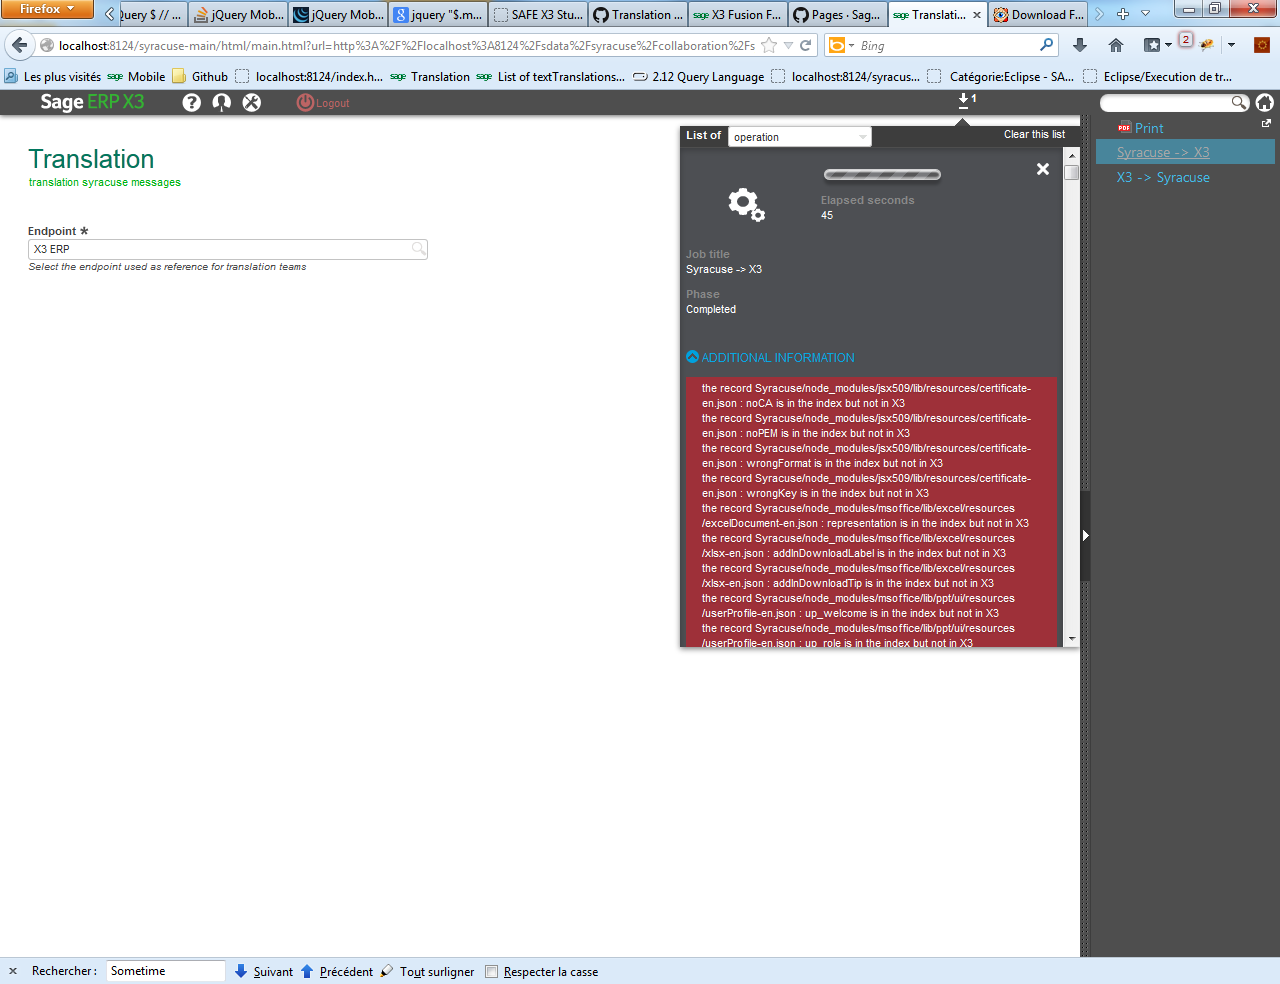 Firefox
Query $ // ...
jQuery Mob...
jQuery Mob...
jquery "$.m...
SAFE X3 Stu...
Translation ...
X3 Fusion F...
Pages · Sag...
Translati...
Download F...
localhost:8124/syracuse-main/html/main.html?url=http%3A%2F%2Flocalhost%3A8124%2Fsdata%2Fsyracuse%2Fcollaboration%2Fs
Bing
2
Les plus visités
Mobile
Github
localhost:8124/index.h...
Translation
List of textTranslations...
2.12 Query Language
localhost:8124/syracus...
Catégorie:Eclipse - SA...
Eclipse/Execution de tr...
Sage ERP X3
Logout
1
Translation
translation syracuse messages
Endpoint *
X3 ERP
Select the endpoint used as reference for translation teams
List of
operation
Clear this list
Elapsed seconds
45
Job title
Syracuse -> X3
Phase
Completed
ADDITIONAL INFORMATION
the record Syracuse/node_modules/jsx509/lib/resources/certificate-
en.json : noCA is in the index but not in X3
the record Syracuse/node_modules/jsx509/lib/resources/certificate-
en.json : noPEM is in the index but not in X3
the record Syracuse/node_modules/jsx509/lib/resources/certificate-
en.json : wrongFormat is in the index but not in X3
the record Syracuse/node_modules/jsx509/lib/resources/certificate-
en.json : wrongKey is in the index but not in X3
the record Syracuse/node_modules/msoffice/lib/excel/resources
/excelDocument-en.json : representation is in the index but not in X3
the record Syracuse/node_modules/msoffice/lib/excel/resources
/xlsx-en.json : addInDownloadLabel is in the index but not in X3
the record Syracuse/node_modules/msoffice/lib/excel/resources
/xlsx-en.json : addInDownloadTip is in the index but not in X3
the record Syracuse/node_modules/msoffice/lib/ppt/ui/resources
/userProfile-en.json : up_welcome is in the index but not in X3
the record Syracuse/node_modules/msoffice/lib/ppt/ui/resources
/userProfile-en.json : up_role is in the index but not in X3
Print
Syracuse -> X3
X3 -> Syracuse
Rechercher :
Sometime
Suivant
Précédent
Tout surligner
Respecter la casse